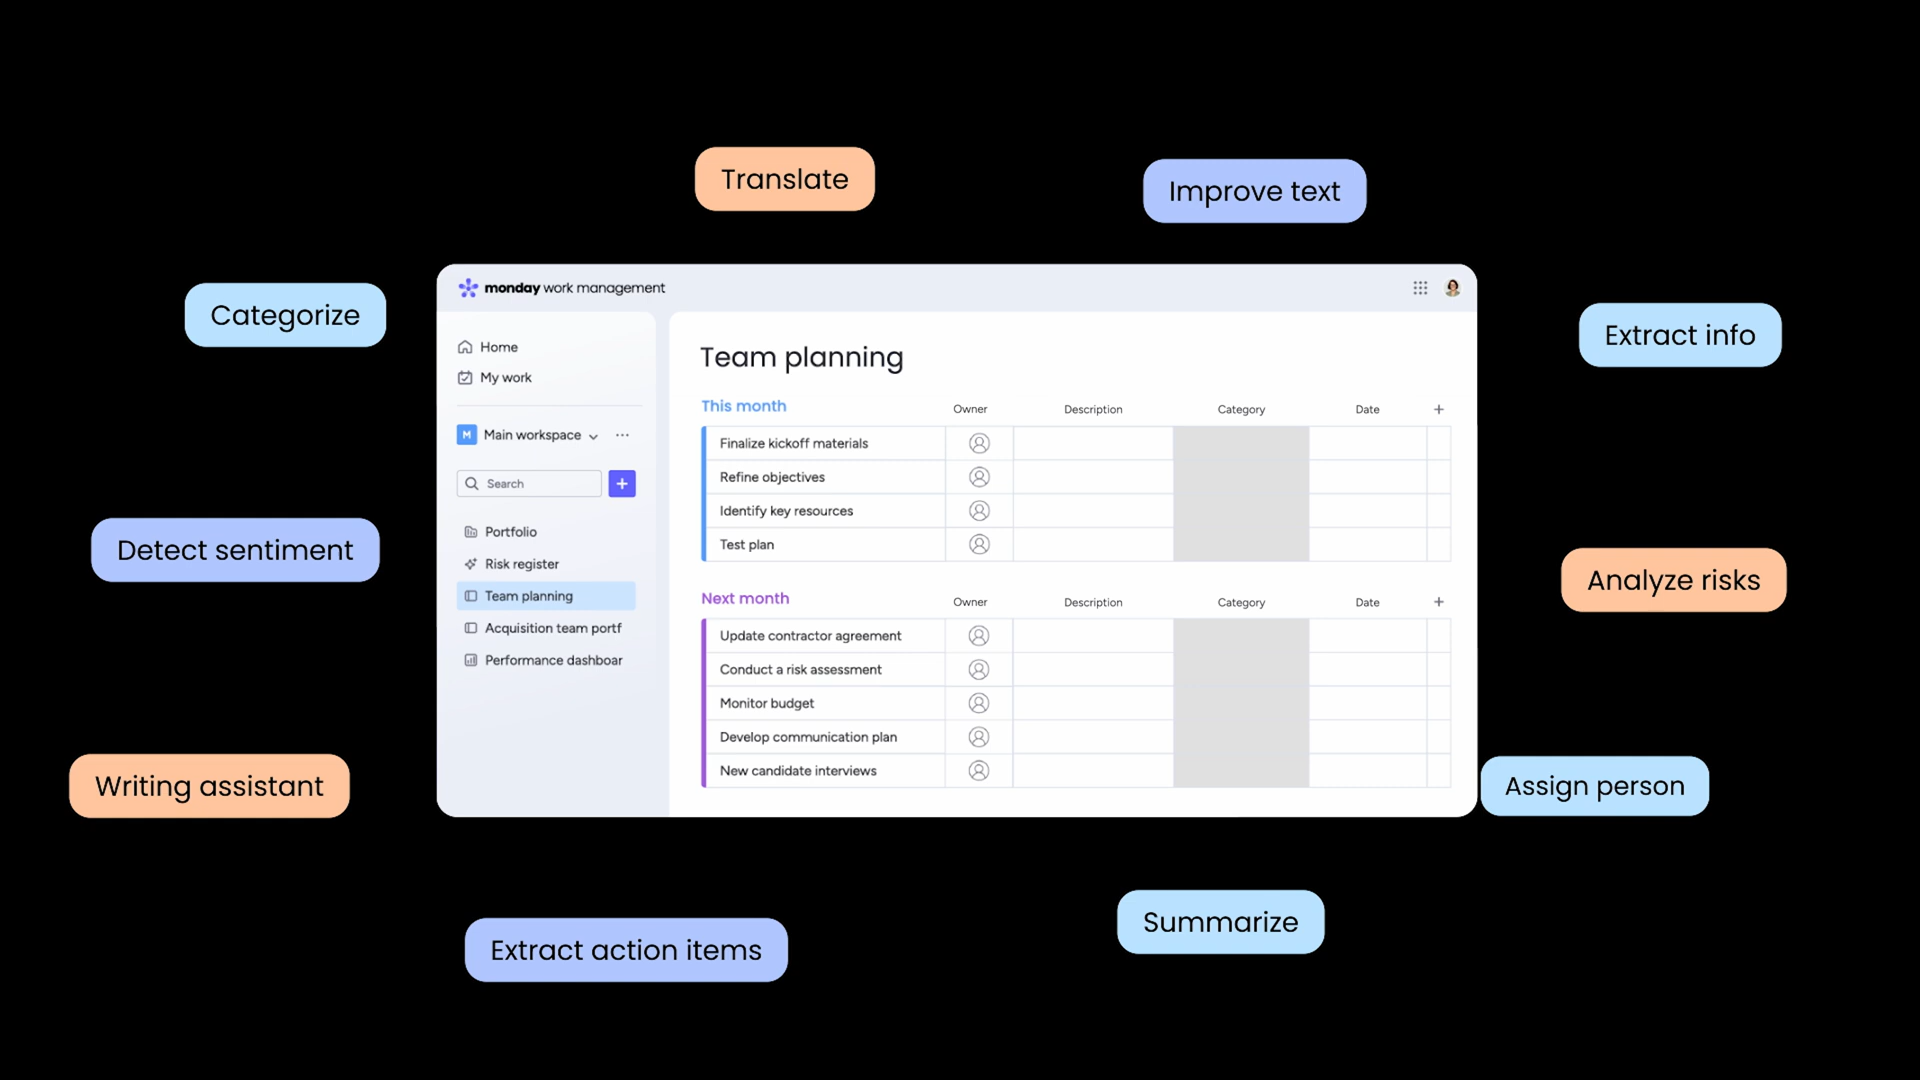 Translate
Improve text
Categorize
Extract info
Detect sentiment
Analyze risks
Writing assistant
Assign person
Extract action items
Summarize
monday work management
Home
My work
M Main workspace
Search
Portfolio
Risk register
Team planning
Acquisition team portf
Performance dashboar
Team planning
This month Owner Description Category Date +
Finalize kickoff materials
Refine objectives
Identify key resources
Test plan
Next month Owner Description Category Date +
Update contractor agreement
Conduct a risk assessment
Monitor budget
Develop communication plan
New candidate interviews